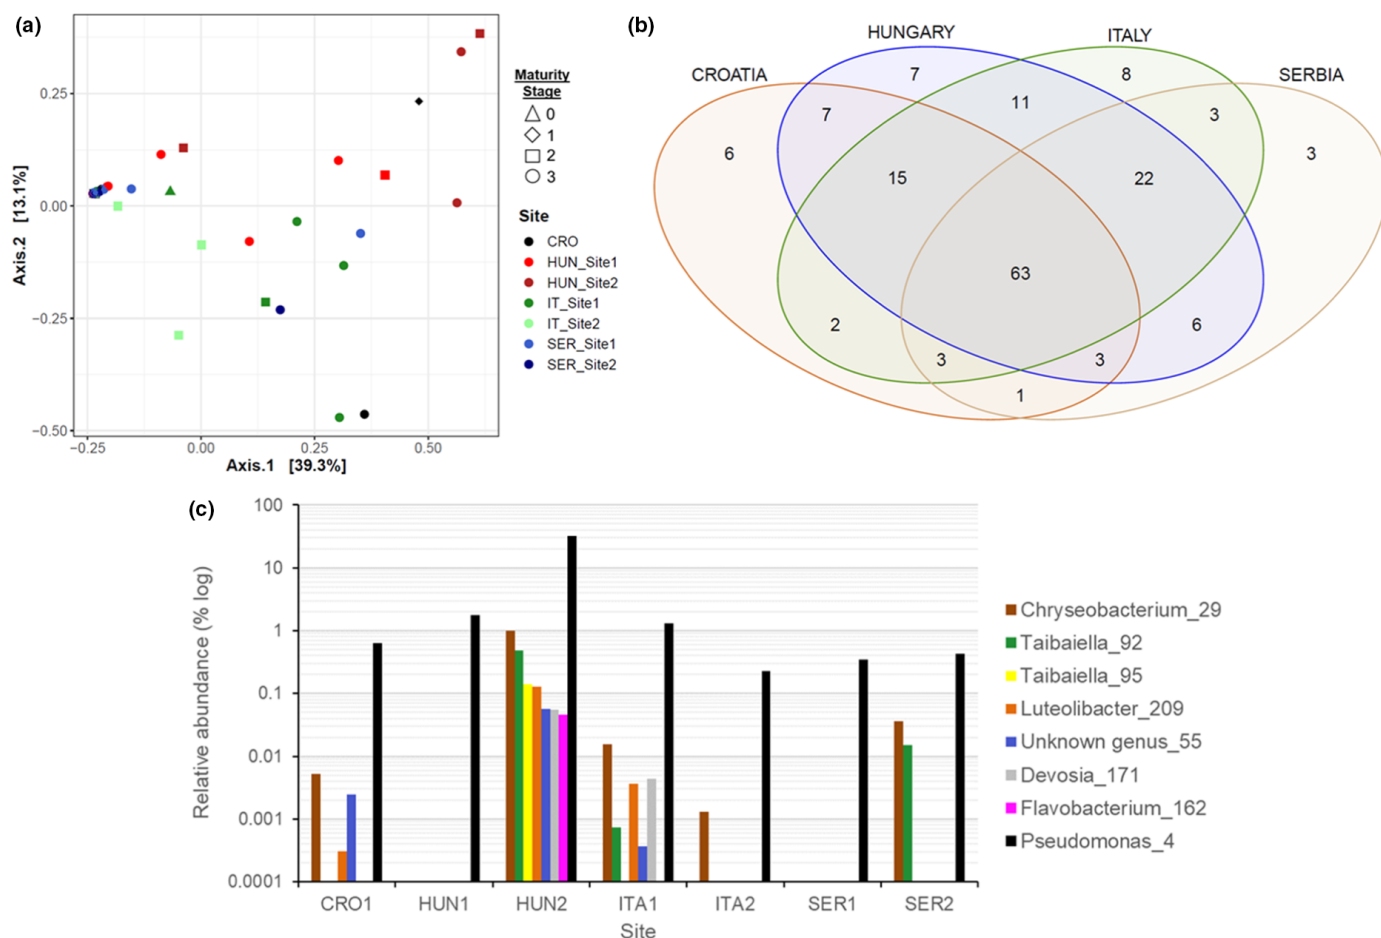 (a)
0.25
0.00
−0.25
−0.50
Axis.2 [13.1%]
−0.25
0.00
0.25
0.50
Axis.1 [39.3%]
Maturity
Stage
0
1
2
3
Site
CRO
HUN_Site1
HUN_Site2
IT_Site1
IT_Site2
SER_Site1
SER_Site2
(b)
HUNGARY
ITALY
CROATIA
SERBIA
7
8
7
11
3
6
3
15
22
63
2
6
3
3
1
(c)
100
10
1
0.1
0.01
0.001
0.0001
Relative abundance (% log)
CRO1
HUN1
HUN2
ITA1
ITA2
SER1
SER2
Site
Chryseobacterium_29
Taibaiella_92
Taibaiella_95
Luteolibacter_209
Unknown genus_55
Devosia_171
Flavobacterium_162
Pseudomonas_4